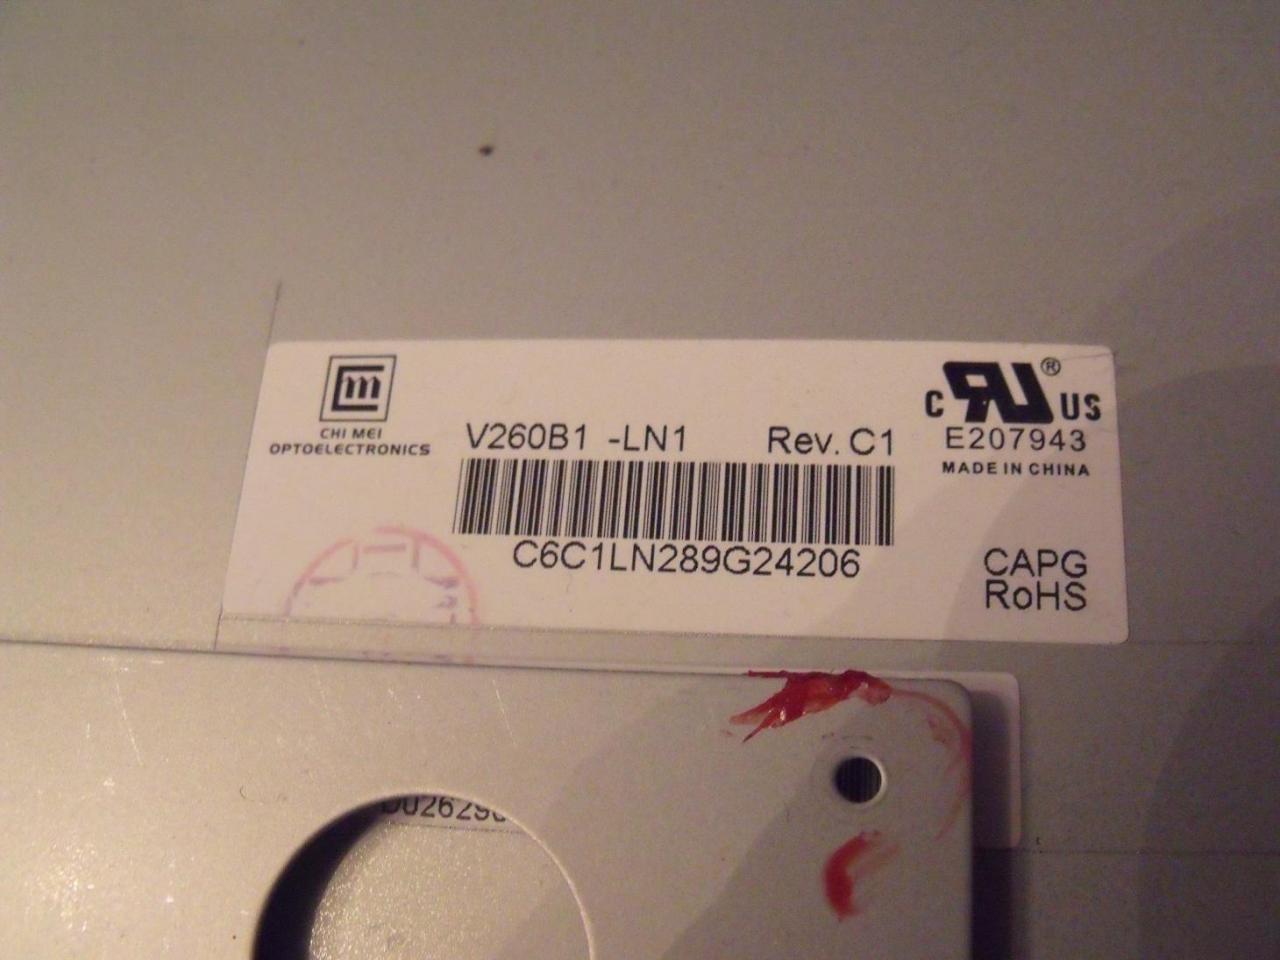 CHI MEI
OPTOELECTRONICS
V260B1 -LN1 Rev. C1
C6C1LN289G24206
C US
®
E207943
MADE IN CHINA
CAPG
RoHS